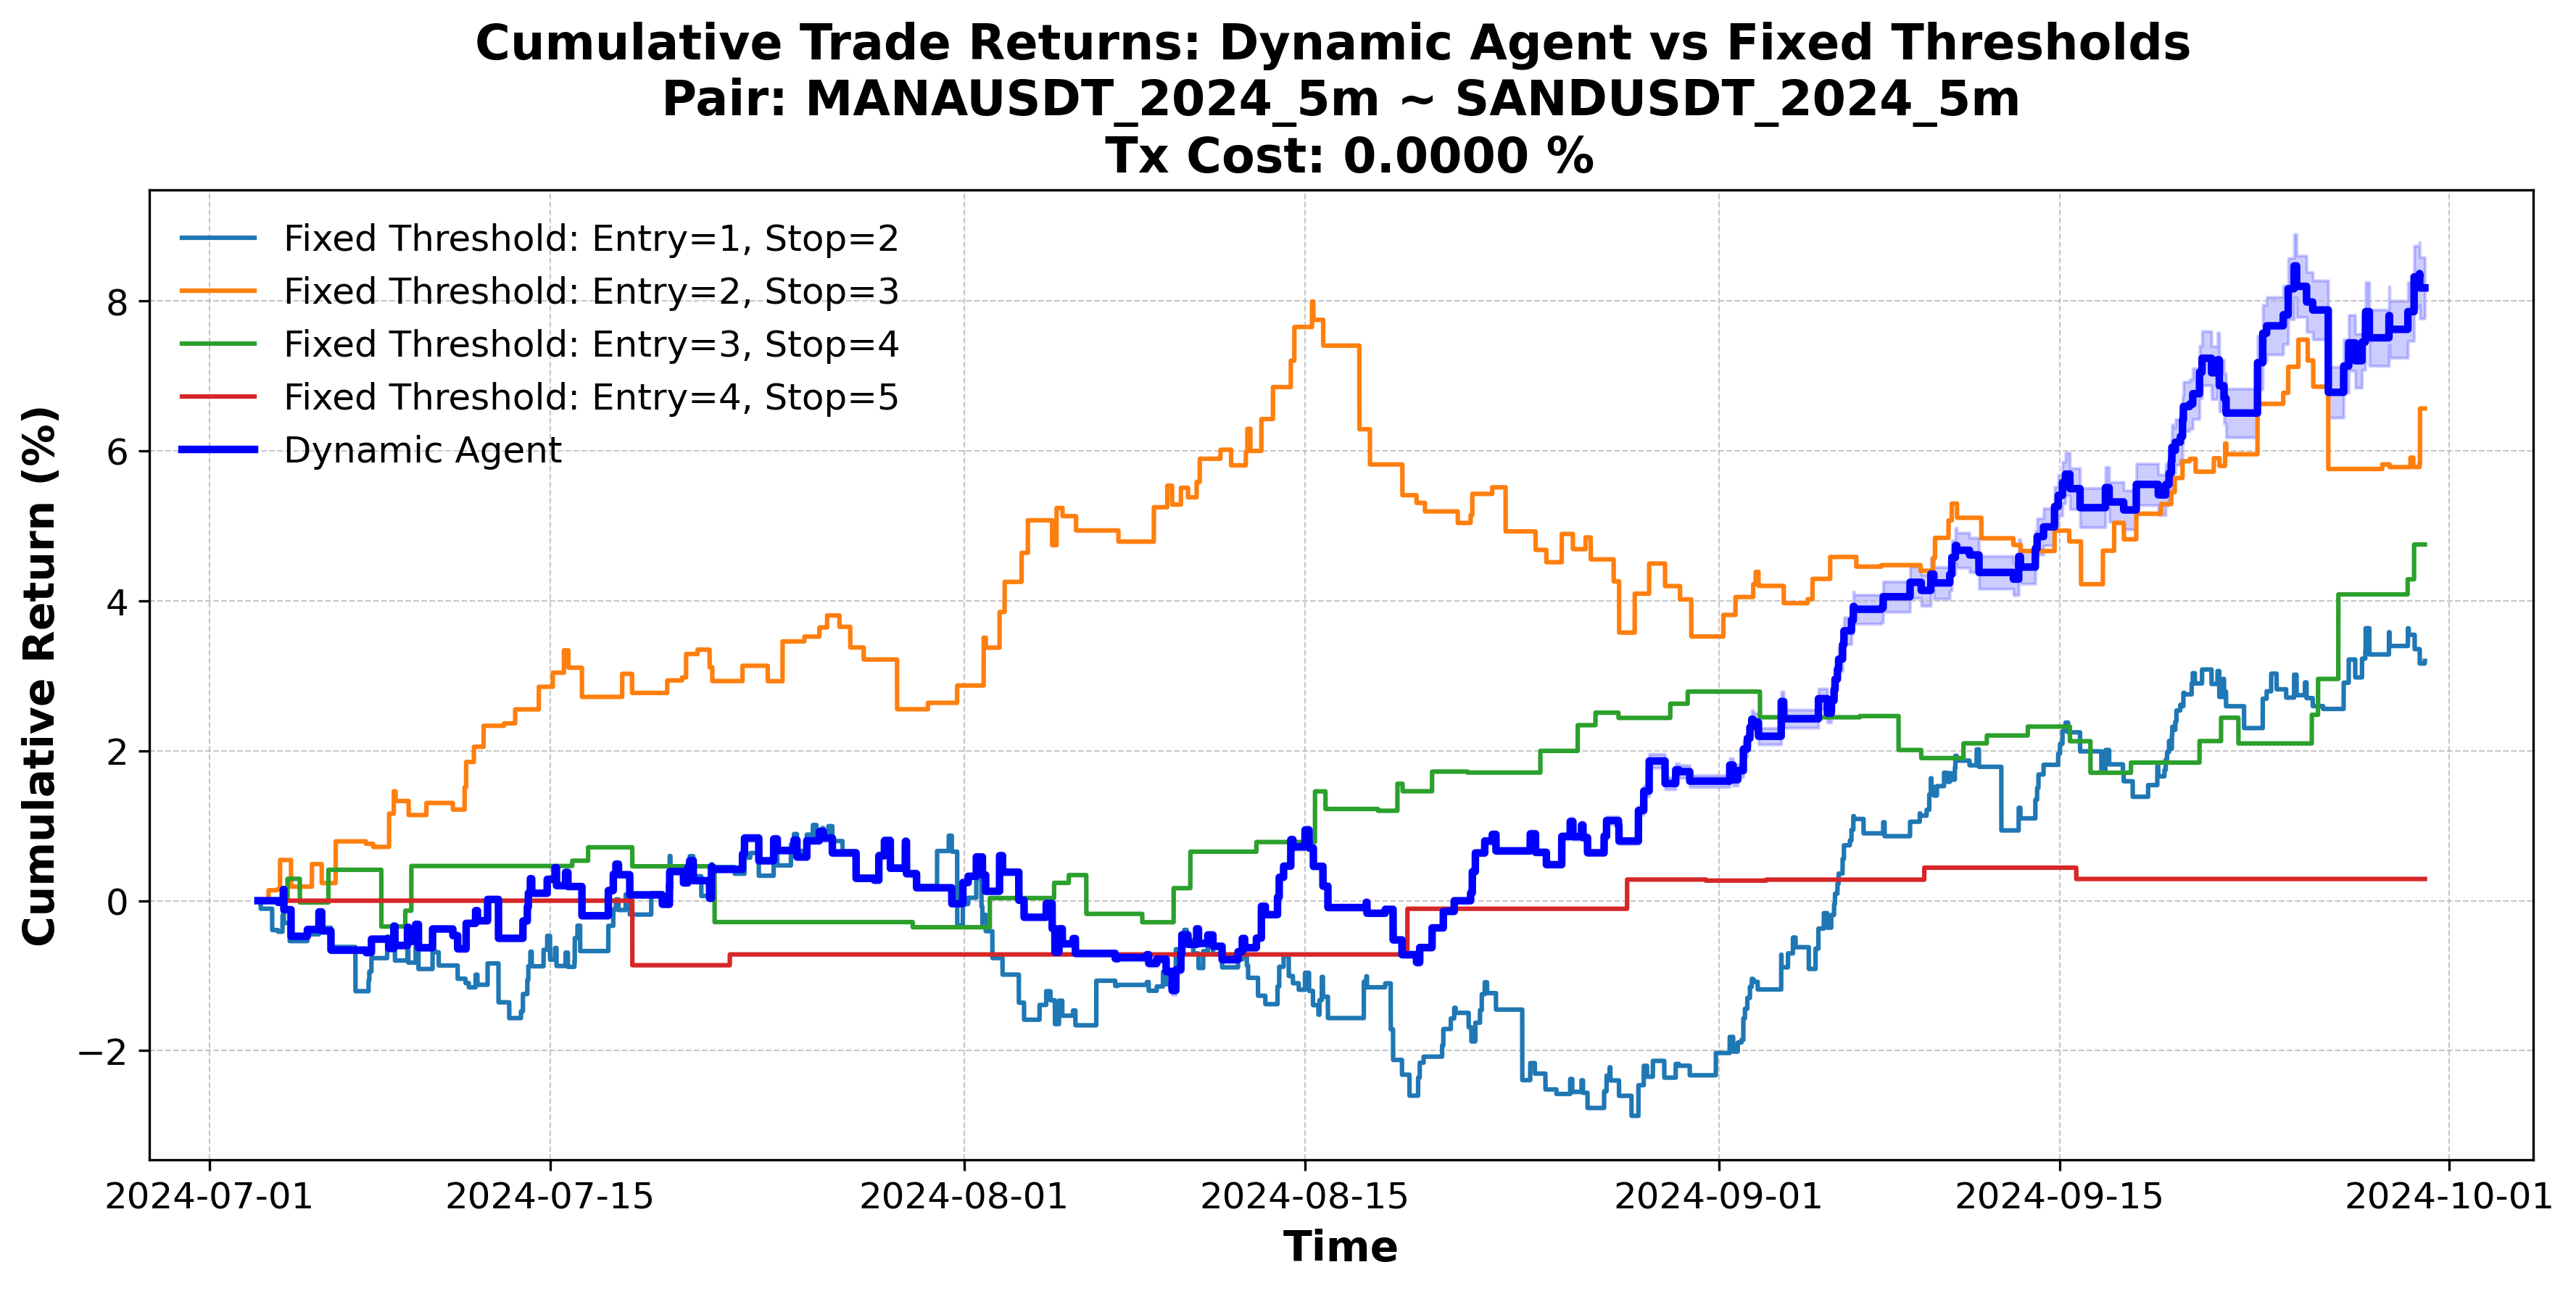 Cumulative Trade Returns: Dynamic Agent vs Fixed Thresholds
Pair: MANAUSDT_2024_5m ~ SANDUSDT_2024_5m
Tx Cost: 0.0000 %
Fixed Threshold: Entry=1, Stop=2
Fixed Threshold: Entry=2, Stop=3
Fixed Threshold: Entry=3, Stop=4
Fixed Threshold: Entry=4, Stop=5
Dynamic Agent
Cumulative Return (%)
8
6
4
2
0
−2
2024-07-01 2024-07-15 2024-08-01 2024-08-15 2024-09-01 2024-09-15 2024-10-01
Time